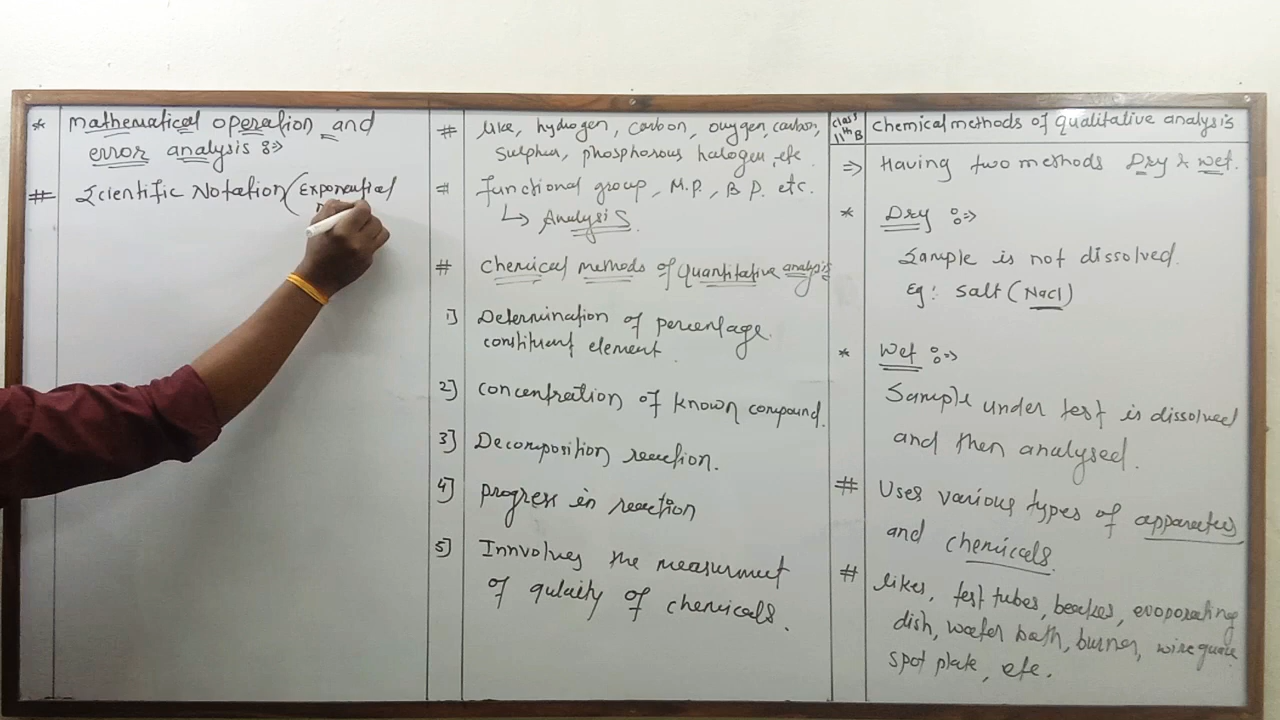 * Mathematical operation and
error analysis :⇒
# Scientific Notation (Exponential
# like, hydrogen, carbon, oxygen, carbon,
Sulphur, phosphorous halogen, etc.
# functional group, M.P., B P. etc.
↳ Analysis
# Chemical methods of quantitative analysis
1) Determination of percentage
constituent element.
2] concentration of known compound.
3] Decomposition reaction.
4] progress in reaction
5] Innvolves the measurment
of qulaity of chemicals.
class 11th B
chemical methods of qualitative analysis
⇒ Having two methods Dry & wet.
* Dry :⇒
Sample is not dissolved.
Eg: salt (Nacl)
* Wet :⇒
Sample under test is dissolved
and then analysed.
# Uses various types of apparatus
and chemicals.
# likes, test tubes, beakes, evoporating
dish, water bath, burner, wire guaze
spot plate, etc.